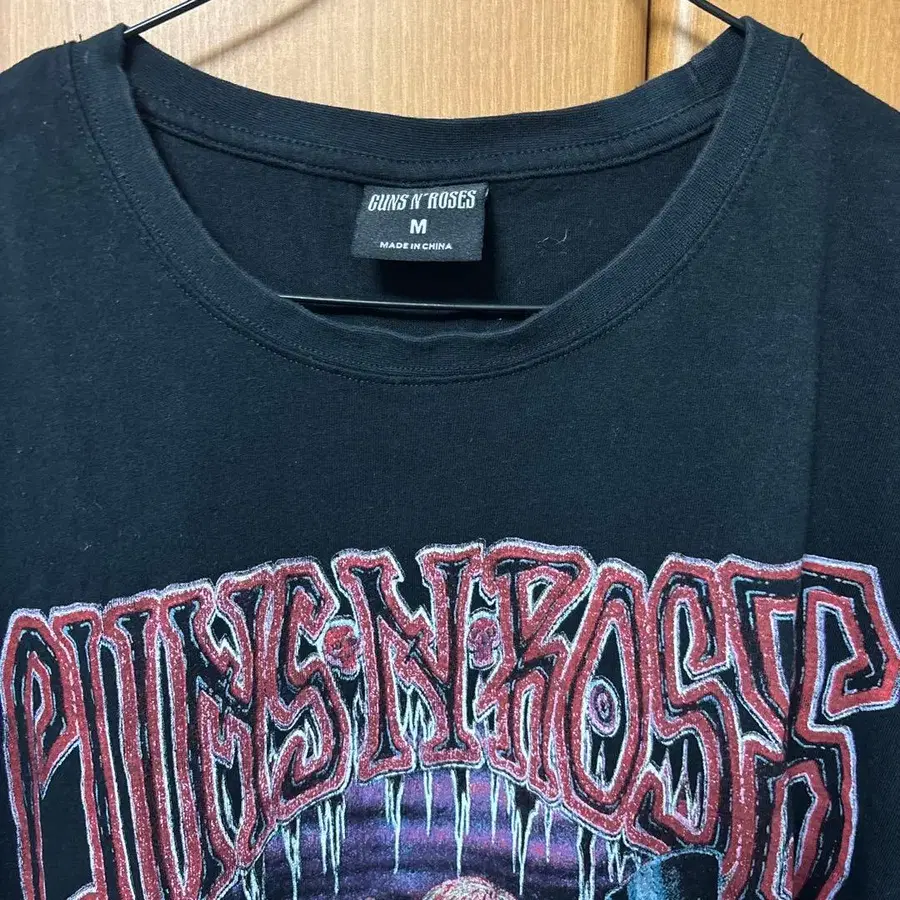 GUNS N' ROSES
M
MADE IN CHINA
GUNS·N·ROSES